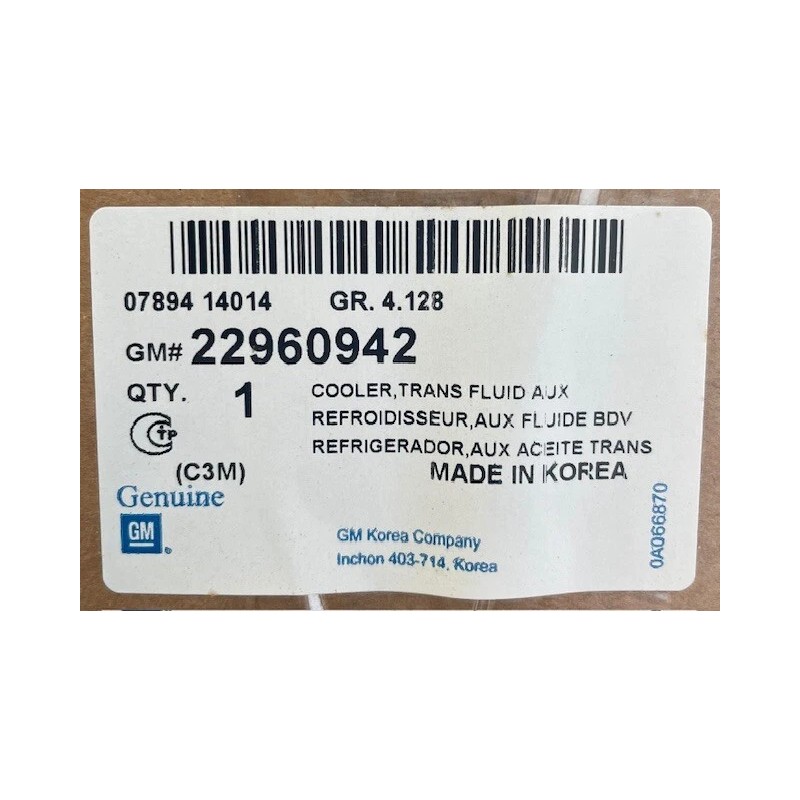 07894 14014 GR. 4.128
GM# 22960942
QTY. 1
COOLER,TRANS FLUID AUX
REFROIDISSEUR,AUX FLUIDE BDV
REFRIGERADOR,AUX ACEITE TRANS
(C3M) MADE IN KOREA
Genuine
GM
GM Korea Company
Inchon 403-714, Korea
0A066870